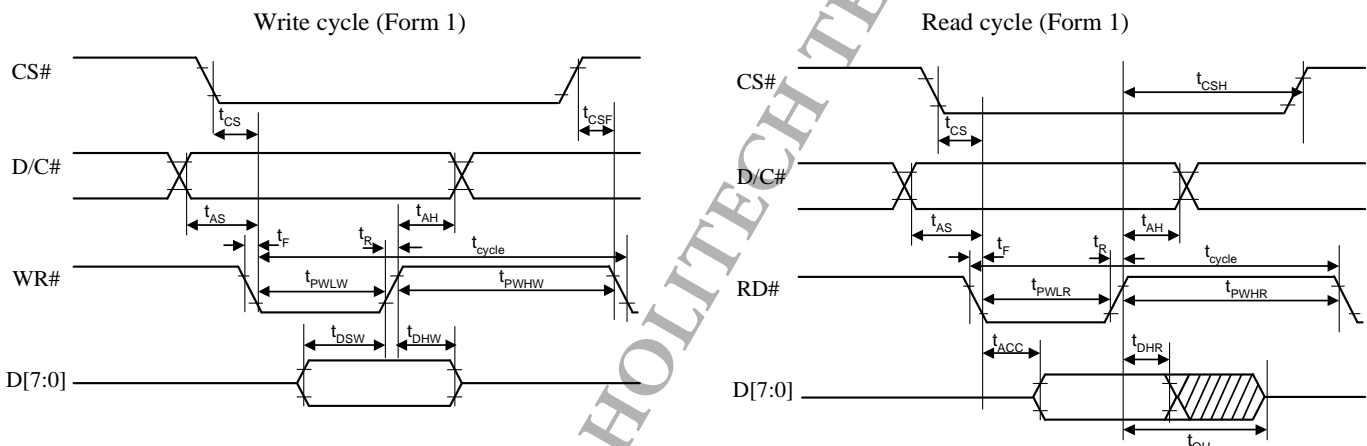 Write cycle (Form 1)
CS#
tCS
tCSF
D/C#
tAS
tF
tR
tAH
tcycle
WR#
tPWLW
tPWHW
tDSW
tDHW
D[7:0]
HOLITECH TE
Read cycle (Form 1)
CS#
tCSH
tCS
D/C#
tAS
tF
tR
tAH
tcycle
RD#
tPWLR
tPWHR
tACC
tDHR
D[7:0]